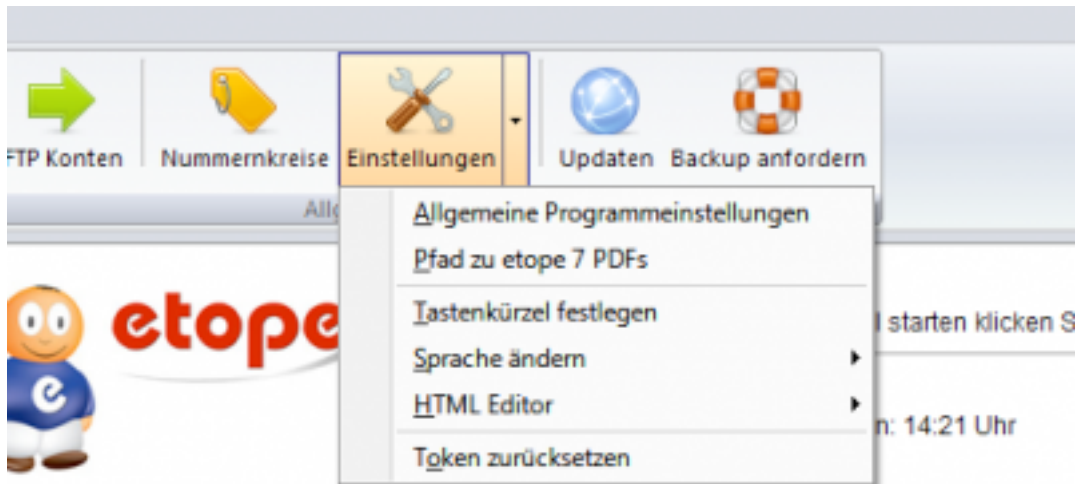 FTP Konten Nummernkreise Einstellungen Updaten Backup anfordern
Allgemeine Programmeinstellungen
Pfad zu etope 7 PDFs
etope
Tastenkürzel festlegen
starten klicken S
Sprache ändern
HTML Editor
e
n: 14:21 Uhr
Token zurücksetzen